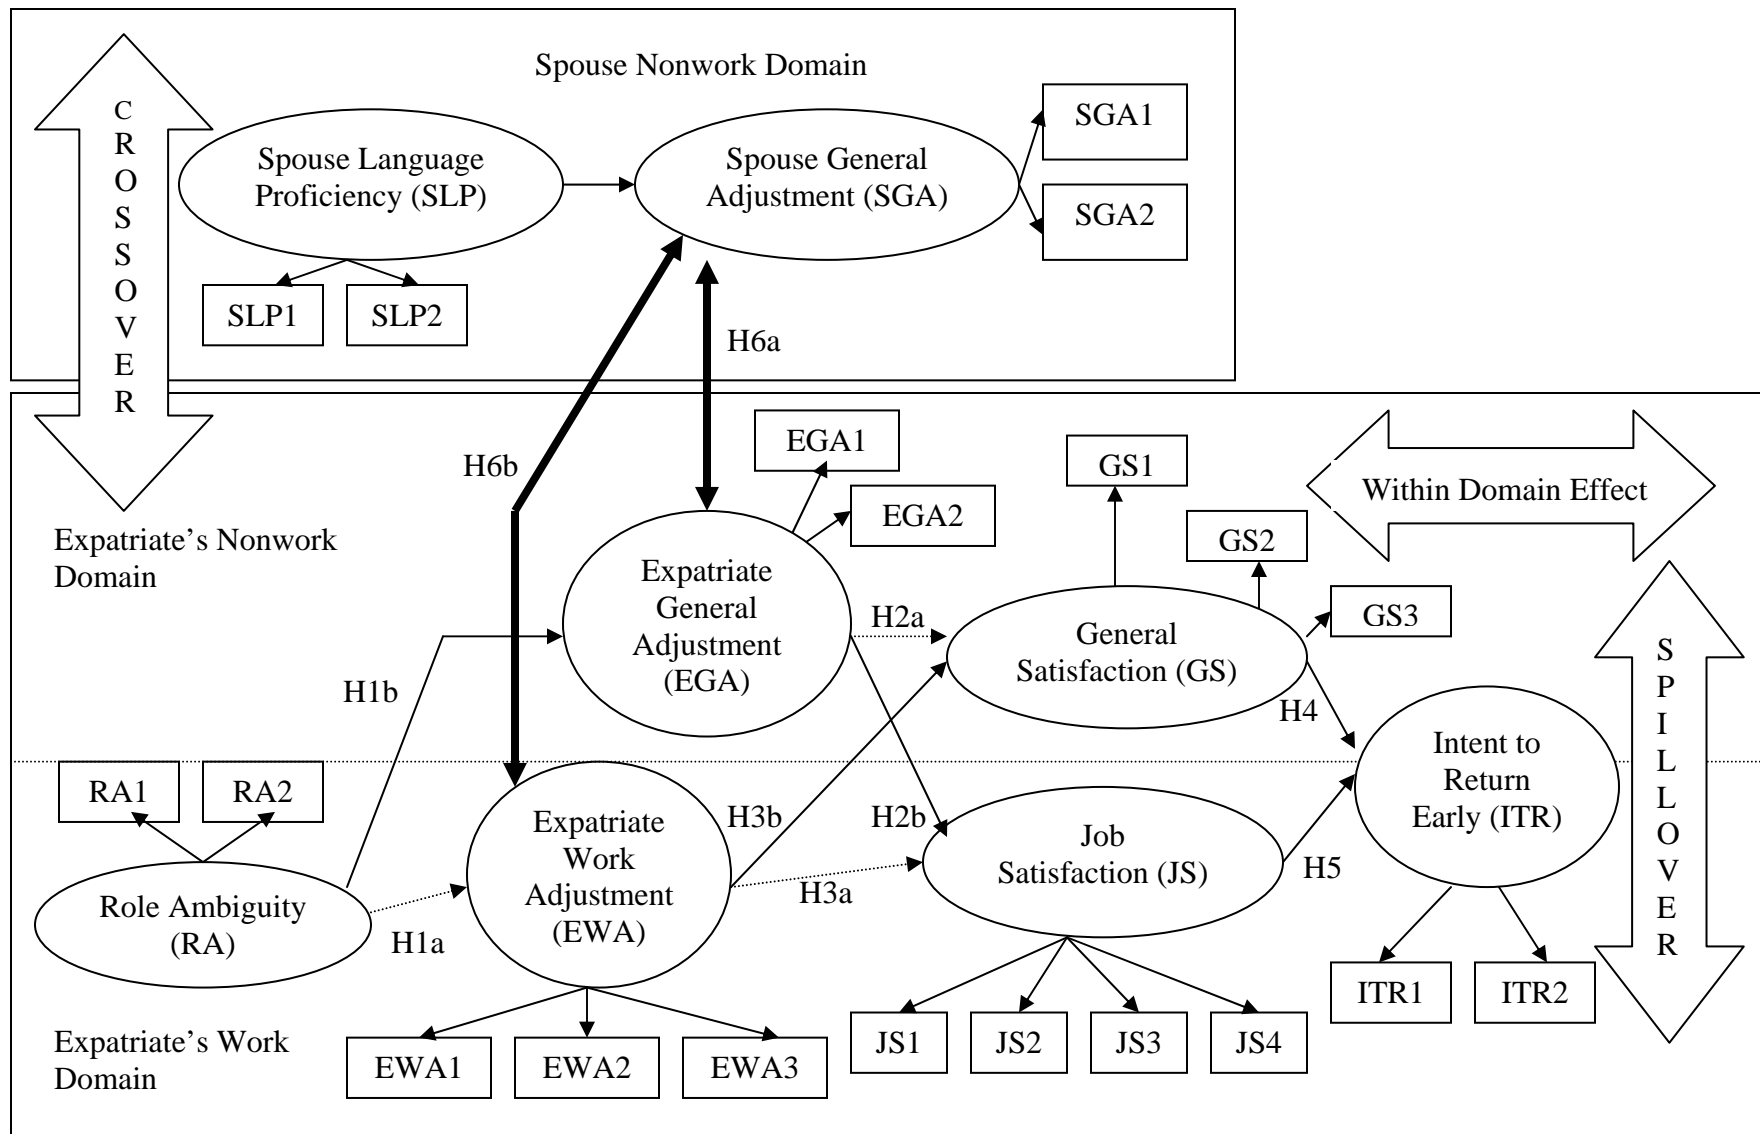 Spouse Nonwork Domain
C
R
O
S
S
O
V
E
R
Spouse Language
Proficiency (SLP)
Spouse General
Adjustment (SGA)
SGA1
SGA2
SLP1
SLP2
H6a
H6b
EGA1
EGA2
GS1
GS2
GS3
Within Domain Effect
Expatriate's Nonwork
Domain
Expatriate
General
Adjustment
(EGA)
H2a
General
Satisfaction (GS)
H1b
H4
S
P
I
L
L
O
V
E
R
Intent to
Return
Early (ITR)
RA1
RA2
Expatriate
Work
Adjustment
(EWA)
H3b
H2b
Job
Satisfaction (JS)
H5
H3a
Role Ambiguity
(RA)
H1a
ITR1
ITR2
Expatriate's Work
Domain
EWA1
EWA2
EWA3
JS1
JS2
JS3
JS4